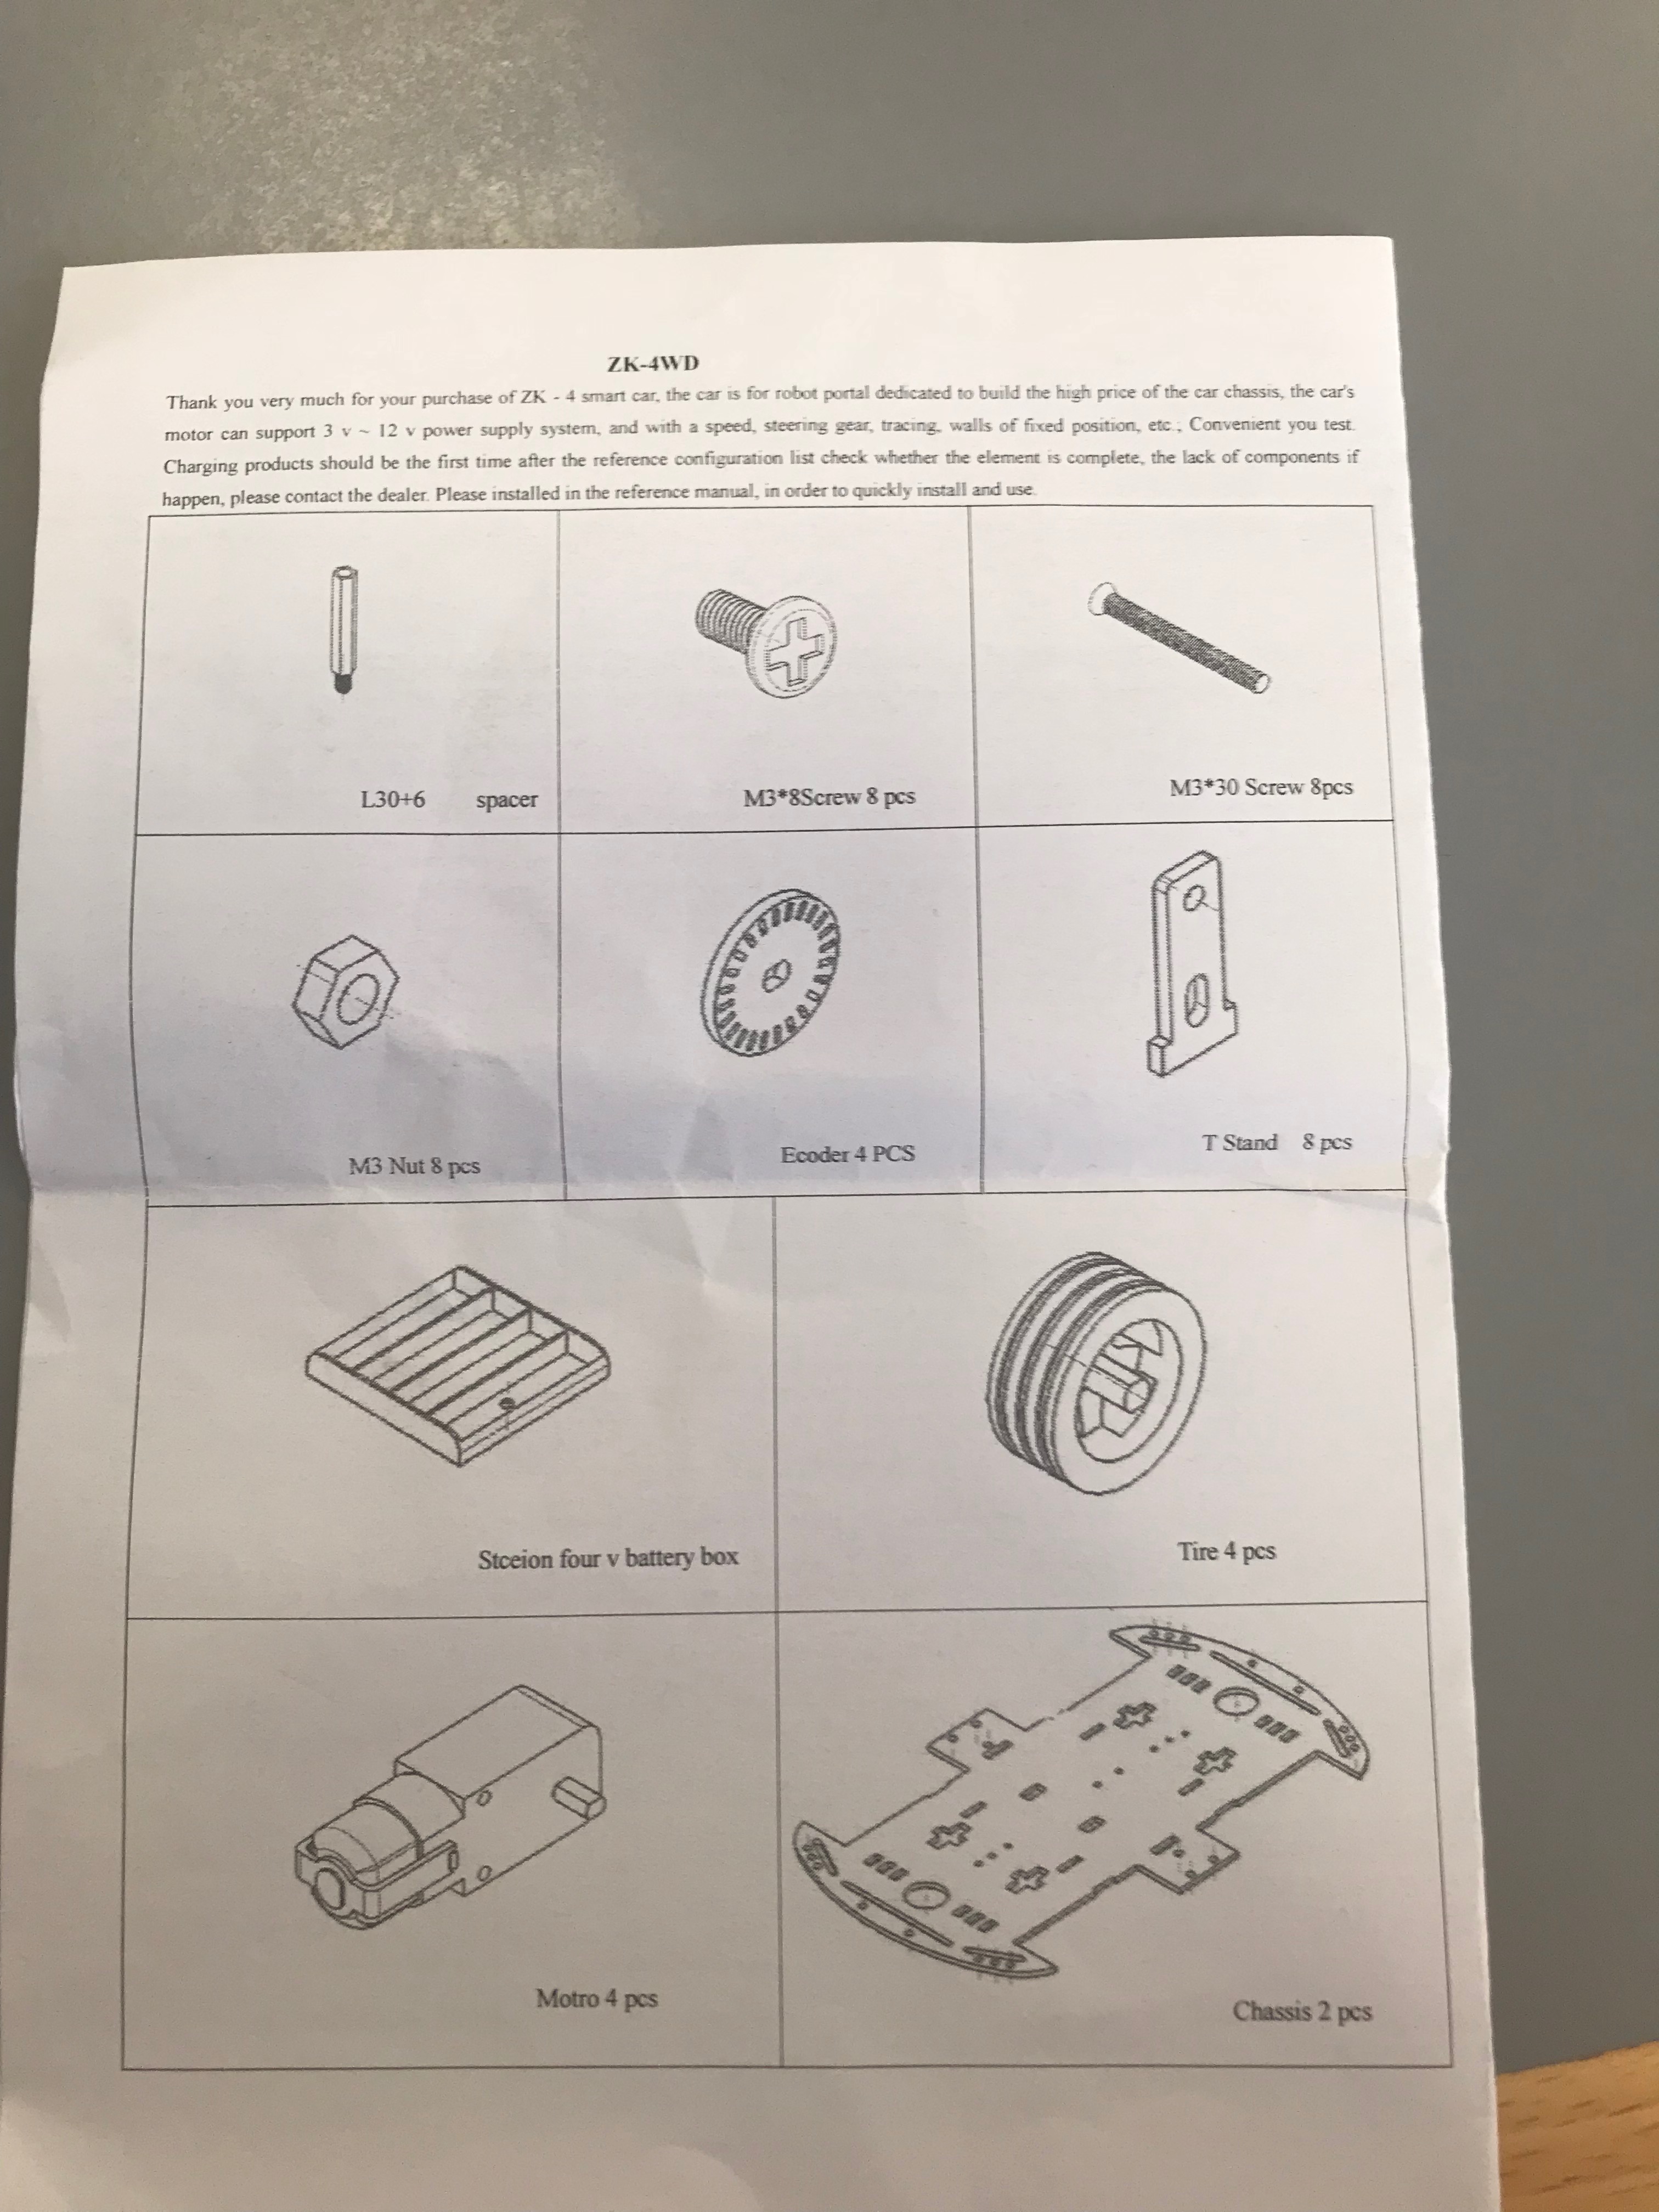 ZK-4WD
Thank you very much for your purchase of ZK - 4 smart car, the car is for robot portal dedicated to build the high price of the car chassis, the car's
motor can support 3 v ~ 12 v power supply system, and with a speed, steering gear, tracing, walls of fixed position, etc.; Convenient you test.
Charging products should be the first time after the reference configuration list check whether the element is complete, the lack of components if
happen, please contact the dealer. Please installed in the reference manual, in order to quickly install and use.
L30+6 spacer
M3*8Screw 8 pcs
M3*30 Screw 8pcs
M3 Nut 8 pcs
Ecoder 4 PCS
T Stand 8 pcs
Stceion four v battery box
Tire 4 pcs
Motro 4 pcs
Chassis 2 pcs